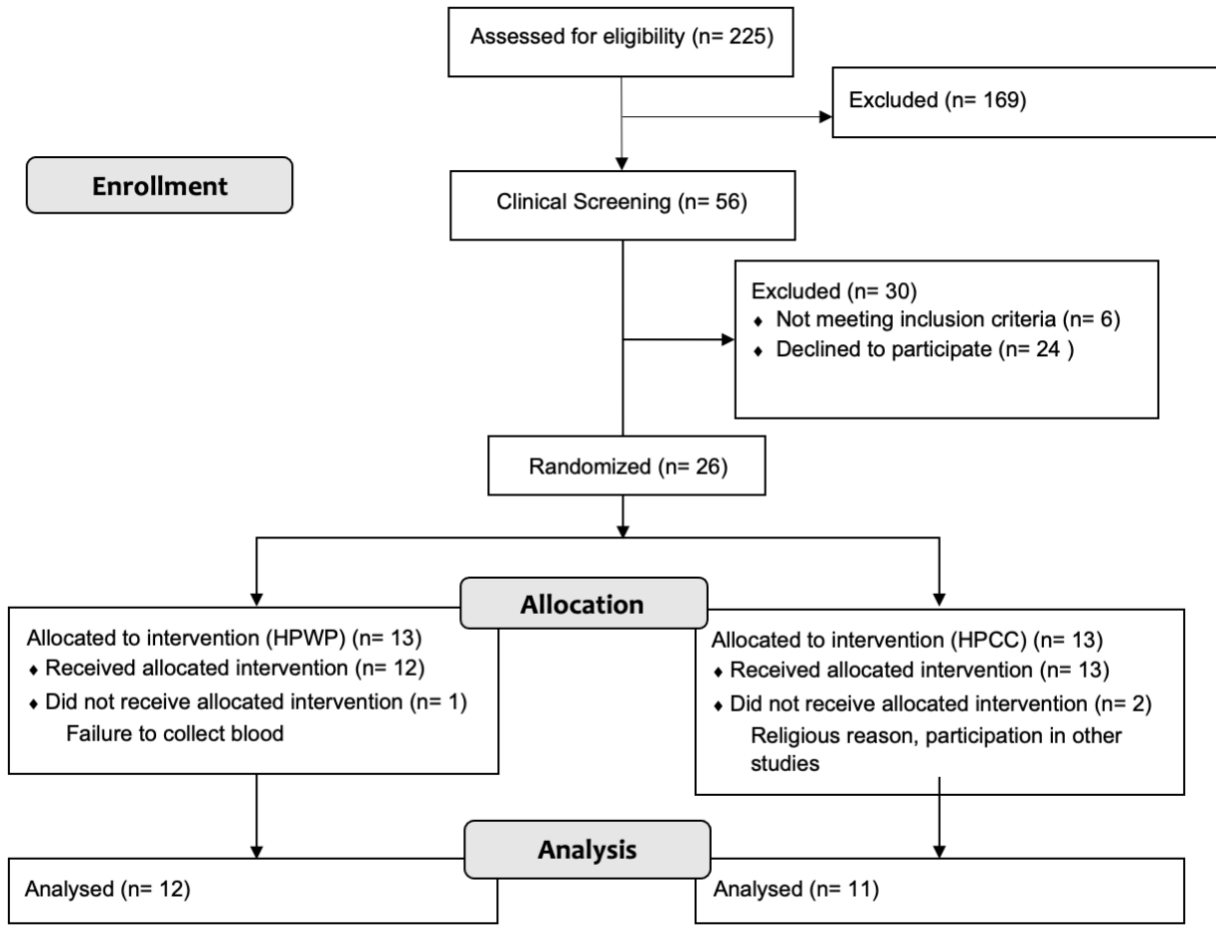 Assessed for eligibility (n= 225)
Excluded (n= 169)
Enrollment
Clinical Screening (n= 56)
Excluded (n= 30)
♦ Not meeting inclusion criteria (n= 6)
♦ Declined to participate (n= 24 )
Randomized (n= 26)
Allocation
Allocated to intervention (HPWP) (n= 13)
♦ Received allocated intervention (n= 12)
♦ Did not receive allocated intervention (n= 1)
Failure to collect blood
Allocated to intervention (HPCC) (n= 13)
♦ Received allocated intervention (n= 13)
♦ Did not receive allocated intervention (n= 2)
Religious reason, participation in other
studies
Analysis
Analysed (n= 12)
Analysed (n= 11)